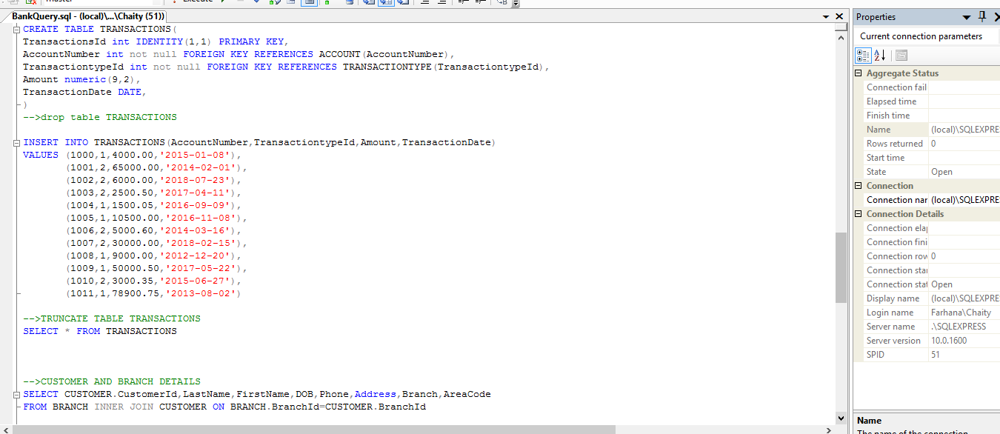 BankQuery.sql - (local)\...\Chaity (51))
CREATE TABLE TRANSACTIONS(
TransactionsId int IDENTITY(1,1) PRIMARY KEY,
AccountNumber int not null FOREIGN KEY REFERENCES ACCOUNT(AccountNumber),
TransactiontypeId int not null FOREIGN KEY REFERENCES TRANSACTIONTYPE(TransactiontypeId),
Amount numeric(9,2),
TransactionDate DATE,
)
-->drop table TRANSACTIONS
INSERT INTO TRANSACTIONS(AccountNumber,TransactiontypeId,Amount,TransactionDate)
VALUES (1000,1,4000.00,'2015-01-08'),
(1001,2,65000.00,'2014-02-01'),
(1002,2,6000.00,'2018-07-23'),
(1003,2,2500.50,'2017-04-11'),
(1004,1,1500.05,'2016-09-09'),
(1005,1,10500.00,'2016-11-08'),
(1006,2,5000.60,'2014-03-16'),
(1007,2,30000.00,'2018-02-15'),
(1008,1,9000.00,'2012-12-20'),
(1009,1,50000.50,'2017-05-22'),
(1010,2,3000.35,'2015-06-27'),
(1011,1,78900.75,'2013-08-02')
-->TRUNCATE TABLE TRANSACTIONS
SELECT * FROM TRANSACTIONS
-->CUSTOMER AND BRANCH DETAILS
SELECT CUSTOMER.CustomerId,LastName,FirstName,DOB,Phone,Address,Branch,AreaCode
FROM BRANCH INNER JOIN CUSTOMER ON BRANCH.BranchId=CUSTOMER.BranchId
Properties
Current connection parameters
Aggregate Status
Connection fail
Elapsed time
Finish time
Name (local)\SQLEXPRE
Rows returned 0
Start time
State Open
Connection
Connection nar (local)\SQLEXPRE
Connection Details
Connection elap
Connection fini
Connection row 0
Connection star
Connection stat Open
Display name (local)\SQLEXPRE
Login name Farhana\Chaity
Server name .\SQLEXPRESS
Server version 10.0.1600
SPID 51
Name
The name of the connection